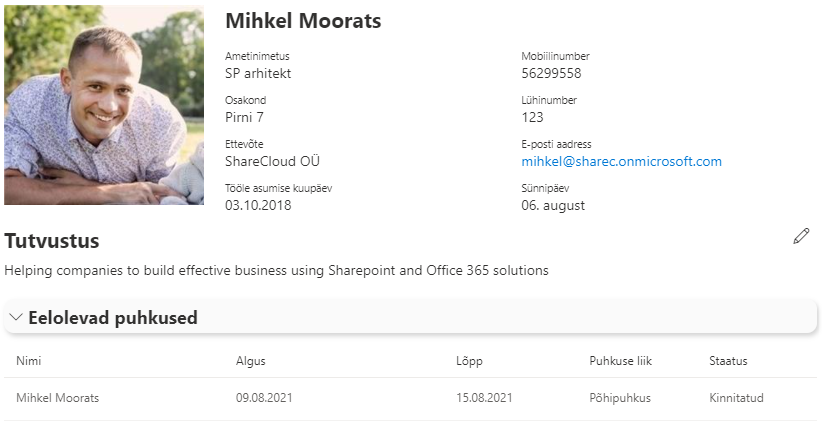 Mihkel Moorats
Ametinimetus
SP arhitekt
Mobiilinumber
56299558
Osakond
Pirni 7
Lühinumber
123
Ettevõte
ShareCloud OÜ
E-posti aadress
mihkel@sharec.onmicrosoft.com
Tööle asumise kuupäev
03.10.2018
Sünnipäev
06. august
Tutvustus
Helping companies to build effective business using Sharepoint and Office 365 solutions
Eelolevad puhkused
Nimi Algus Lõpp Puhkuse liik Staatus
Mihkel Moorats 09.08.2021 15.08.2021 Põhipuhkus Kinnitatud